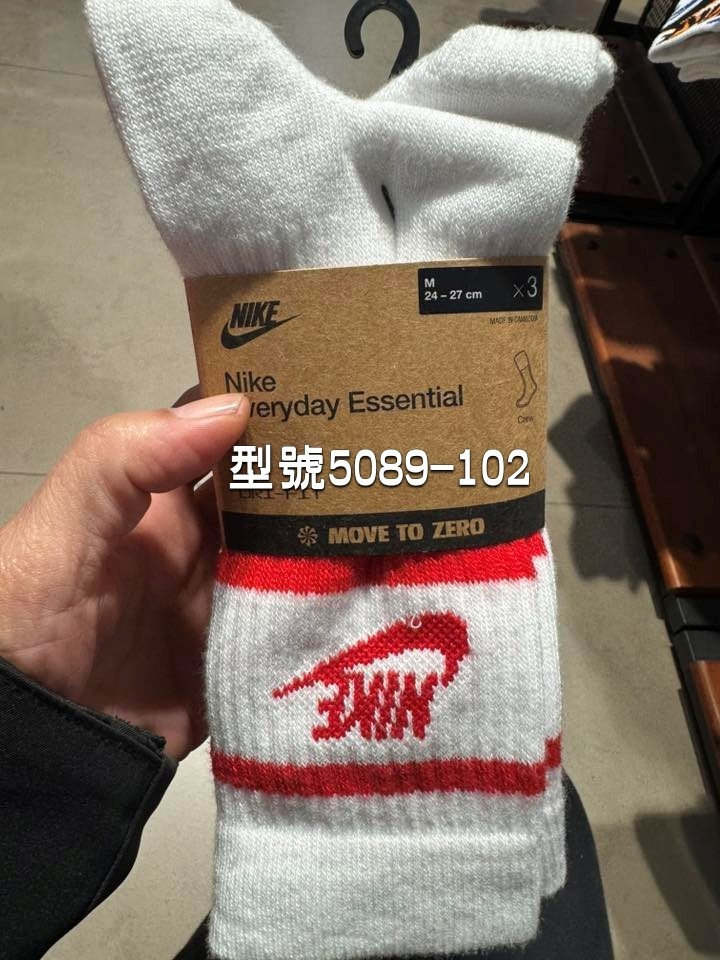 M
24 – 27 cm
×3
MADE IN CAMBODIA
NIKE
Nike
Everyday Essential
Crew
型號5089-102
DRI-FIT
MOVE TO ZERO
NIKE